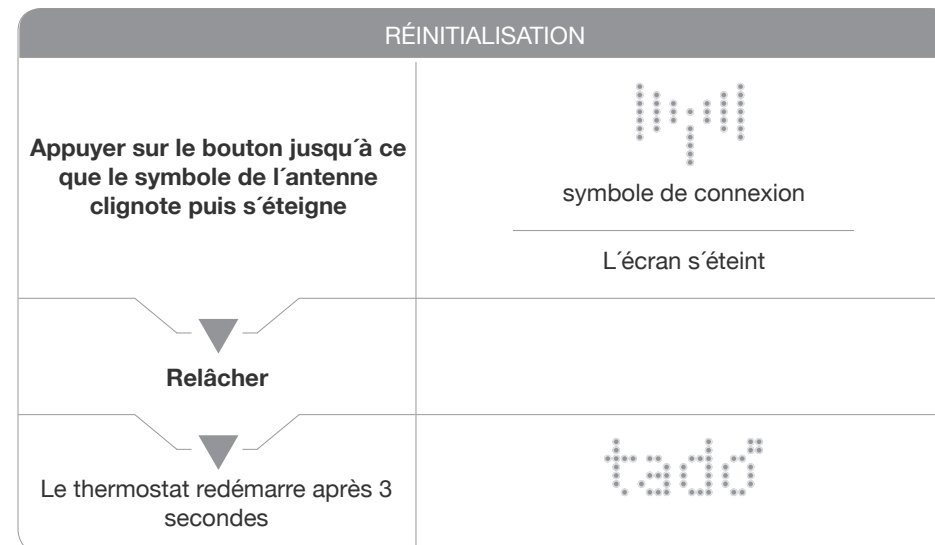 RÉINITIALISATION
Appuyer sur le bouton jusqu´à ce
que le symbole de l´antenne
clignote puis s´éteigne
symbole de connexion
L´écran s´éteint
Relâcher
Le thermostat redémarre après 3
secondes
tado°